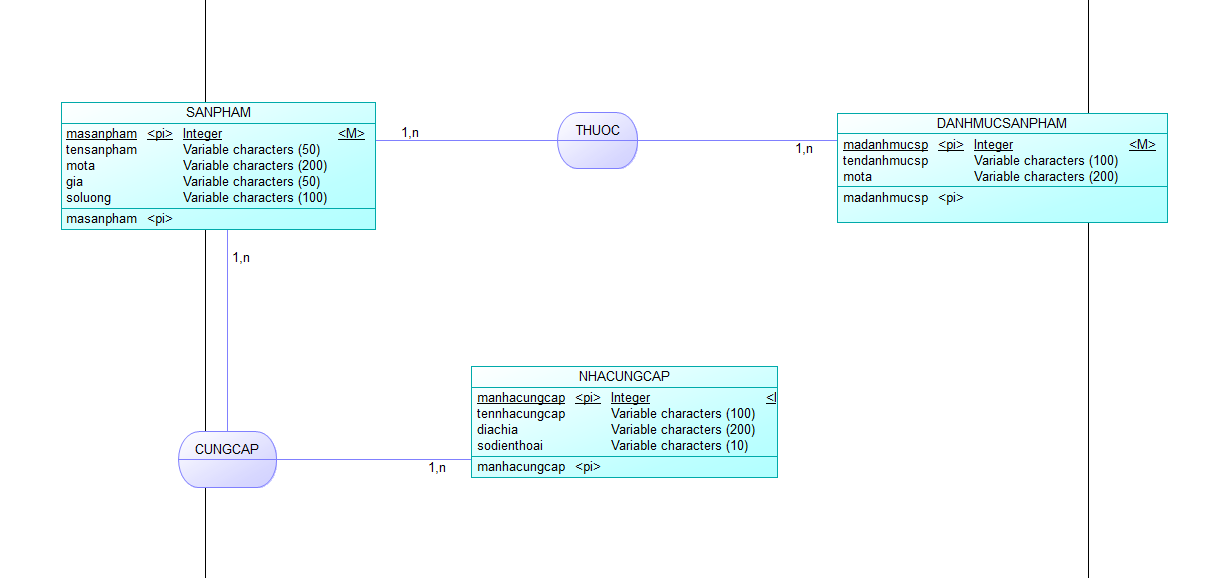 SANPHAM
masanpham <pi> Integer <M>
tensanpham Variable characters (50)
mota Variable characters (200)
gia Variable characters (50)
soluong Variable characters (100)
masanpham <pi>
1,n
THUOC
1,n
DANHMUCSANPHAM
madanhmucsp <pi> Integer <M>
tendanhmucsp Variable characters (100)
mota Variable characters (200)
madanhmucsp <pi>
1,n
NHACUNGCAP
manhacungcap <pi> Integer
tennhacungcap Variable characters (100)
diachia Variable characters (200)
sodienthoai Variable characters (10)
manhacungcap <pi>
CUNGCAP
1,n